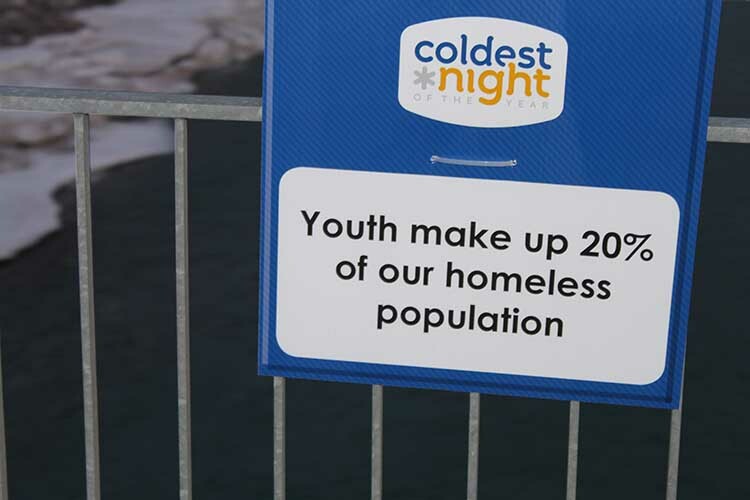 coldest
*night
OF THE YEAR
Youth make up 20%
of our homeless
population